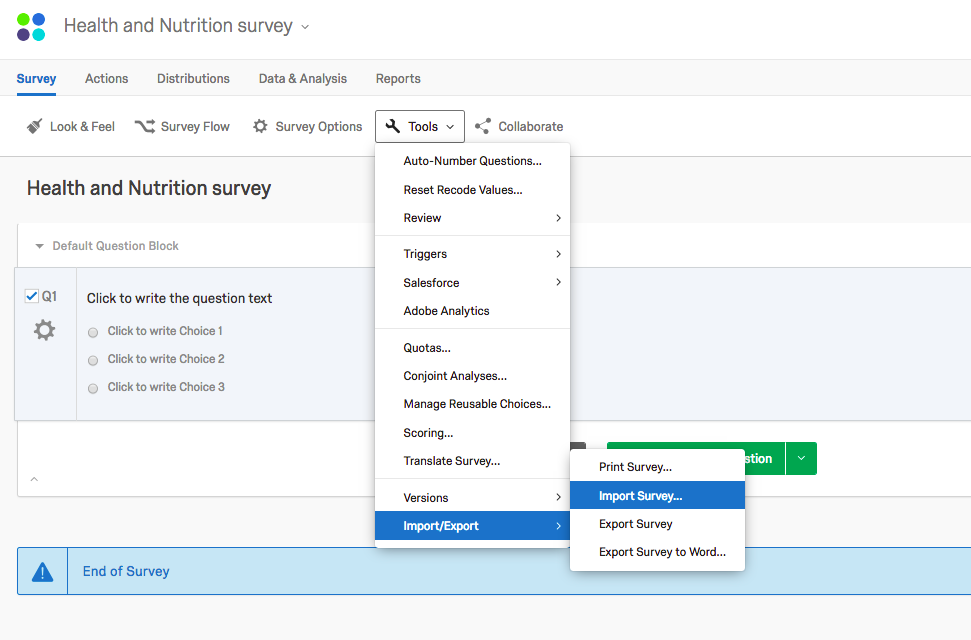 Health and Nutrition survey
Survey Actions Distributions Data & Analysis Reports
Look & Feel Survey Flow Survey Options Tools Collaborate
Auto-Number Questions...
Health and Nutrition survey
Reset Recode Values...
Review
Default Question Block
Triggers
Salesforce
Q1
Click to write the question text
Adobe Analytics
Click to write Choice 1
Quotas...
Click to write Choice 2
Conjoint Analyses...
Click to write Choice 3
Manage Reusable Choices...
Scoring...
Translate Survey...
stion
Print Survey...
Versions
Import Survey...
Import/Export
Export Survey
Export Survey to Word...
End of Survey